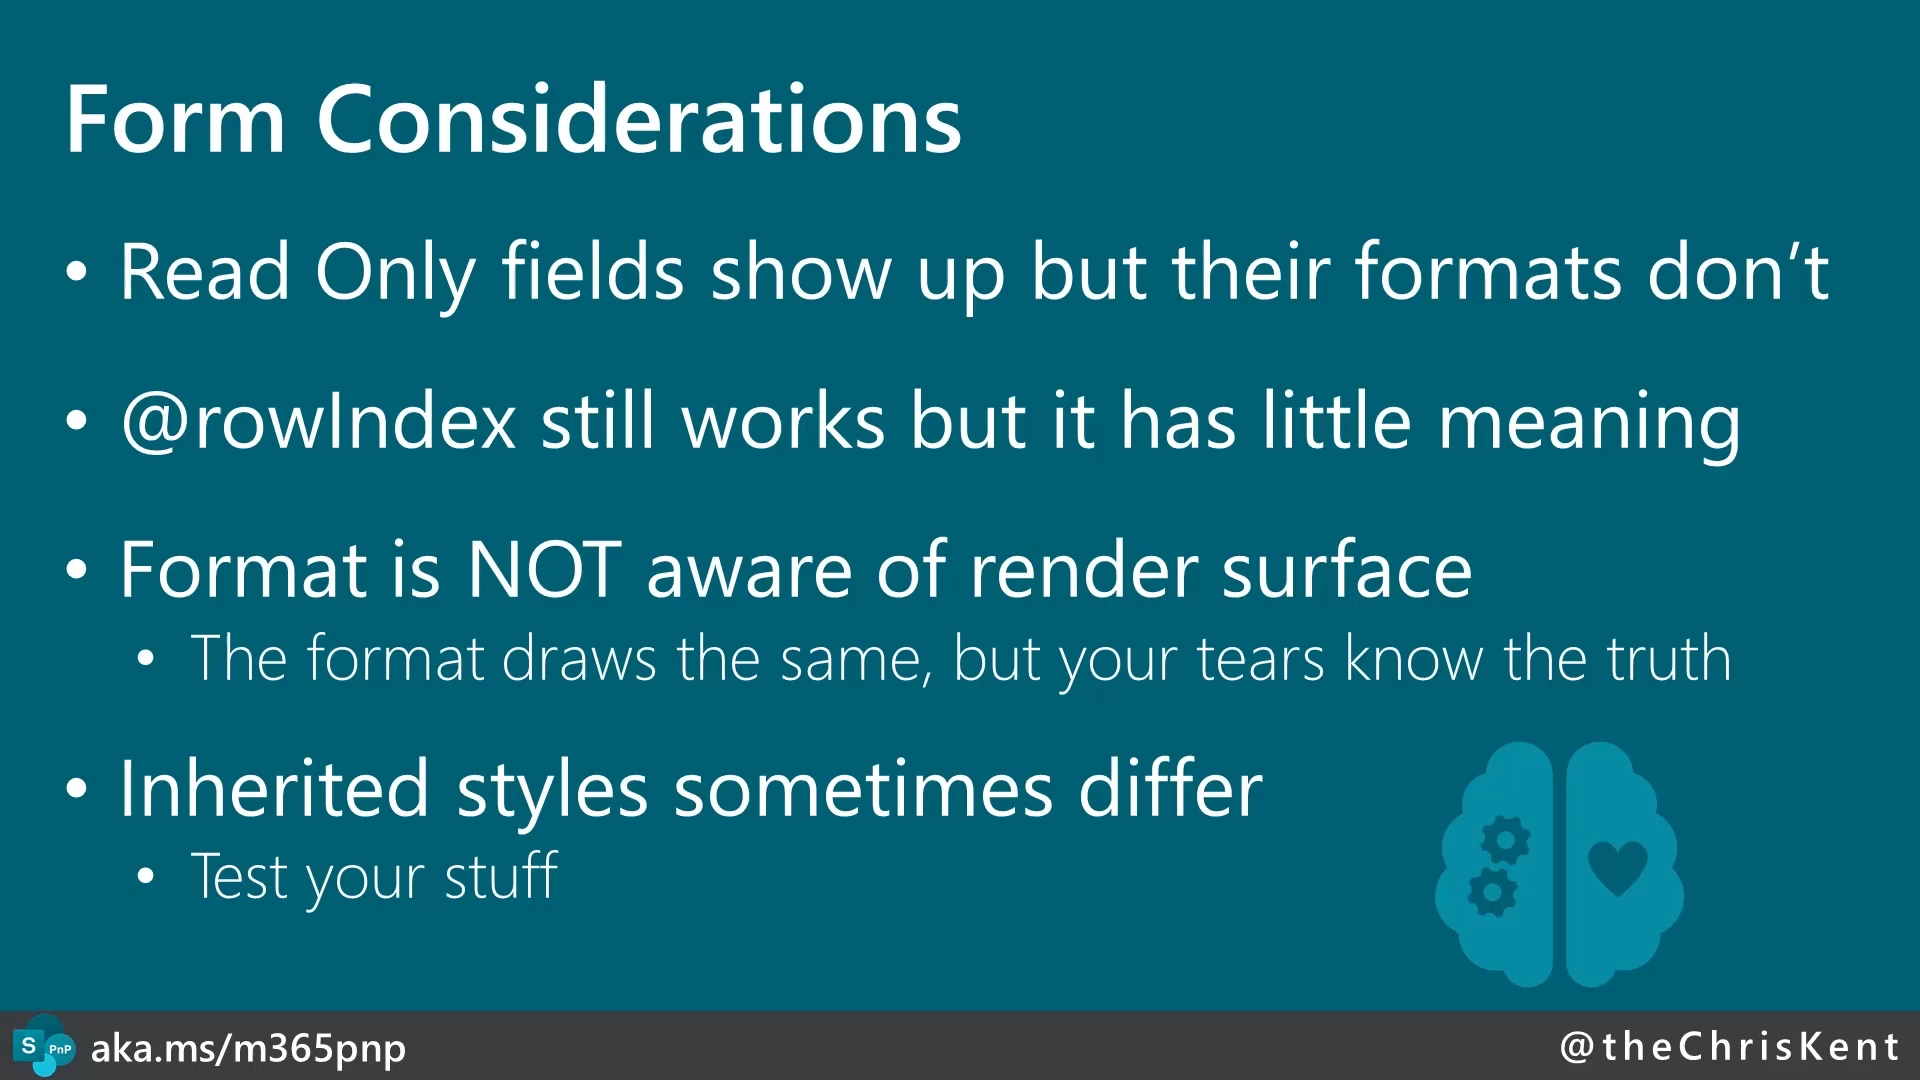 Form Considerations
• Read Only fields show up but their formats don’t
• @rowIndex still works but it has little meaning
• Format is NOT aware of render surface
• The format draws the same, but your tears know the truth
• Inherited styles sometimes differ
• Test your stuff
S PnP aka.ms/m365pnp
@theChrisKent